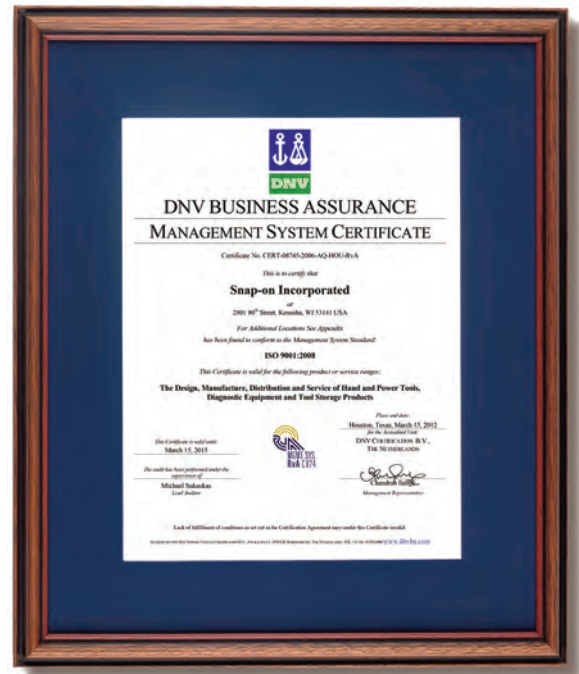 DNV
DNV BUSINESS ASSURANCE
MANAGEMENT SYSTEM CERTIFICATE
Certificate No. CERT-08745-2006-AQ-HOU-RvA
This is to certify that
Snap-on Incorporated
at
2801 80th Street, Kenosha, WI 53141 USA
For Additional Locations See Appendix
has been found to conform to the Management System Standard:
ISO 9001:2008
This Certificate is valid for the following product or service ranges:
The Design, Manufacture, Distribution and Service of Hand and Power Tools,
Diagnostic Equipment and Tool Storage Products
Place and date:
Houston, Texas, March 15, 2012
for the Accredited Unit:
DNV CERTIFICATION B.V.,
THE NETHERLANDS
This Certificate is valid until:
March 15, 2015
The audit has been performed under the
supervision of
Michael
Lead Auditor
RvA
MGMT. SYS.
RvA C 024
Management Representative
Lack of fulfilment of conditions as set out in the Certification Agreement may render this Certificate invalid.
www.dnvba.com